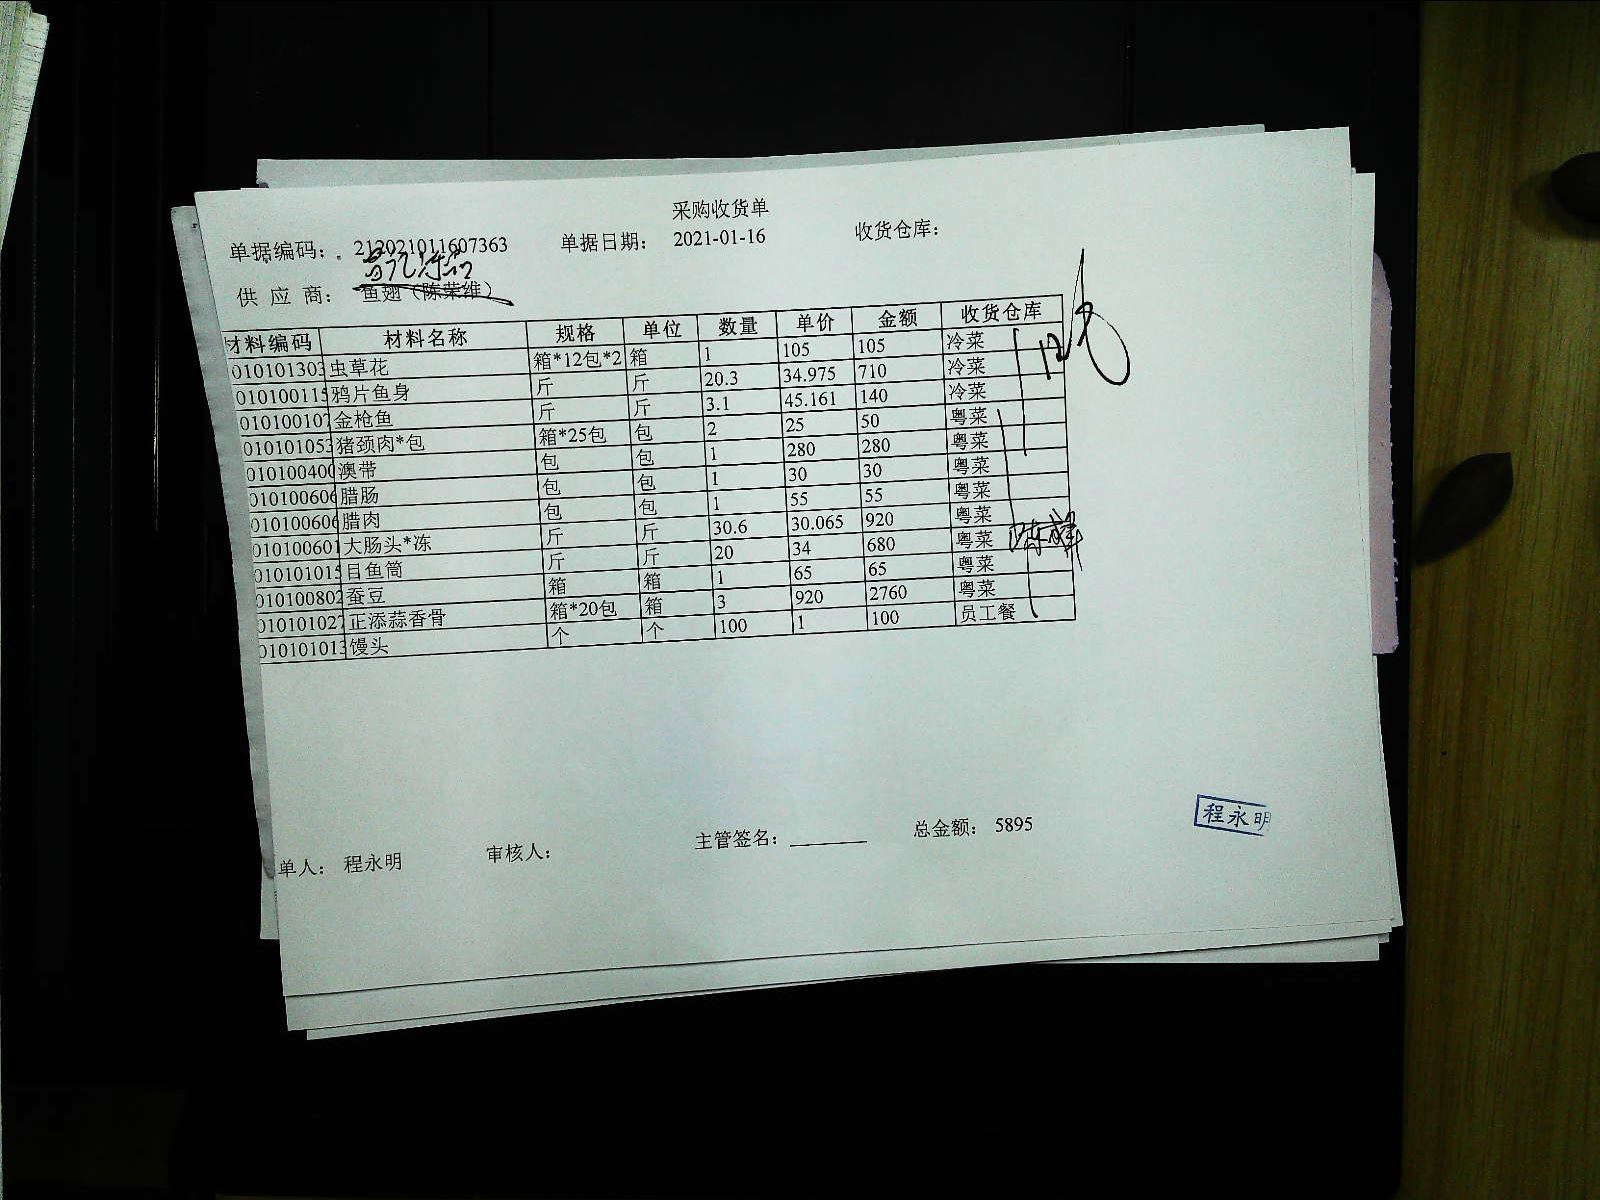 采购收货单
单据编码： 212021011607363 单据日期： 2021-01-16 收货仓库：
供应商： 鱼翅（陈荣维）
材料编码 材料名称 规格 单位 数量 单价 金额 收货仓库
010101303 虫草花 箱*12包*2 箱 1 105 105 冷菜
010100115 鸦片鱼身 斤 斤 20.3 34.975 710 冷菜
010100107 金枪鱼 斤 斤 3.1 45.161 140 冷菜
010101053 猪颈肉*包 箱*25包 包 2 25 50 粤菜
010100400 澳带 包 包 1 280 280 粤菜
010100606 腊肠 包 包 1 30 30 粤菜
010100606 腊肉 包 包 1 55 55 粤菜
010100601 大肠头*冻 斤 斤 30.6 30.065 920 粤菜
010101015 目鱼筒 斤 斤 20 34 680 粤菜
010100802 蚕豆 箱 箱 1 65 65 粤菜
010101027 正添蒜香骨 箱*20包 箱 3 920 2760 粤菜
010101013 馒头 个 个 100 1 100 员工餐
单人： 程永明 审核人： 主管签名： 总金额： 5895
程永明